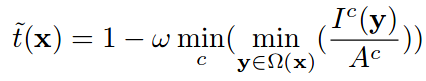 t̃(x) = 1 − ω min_c( min_{y∈Ω(x)} ( I^c(y) / A^c ))